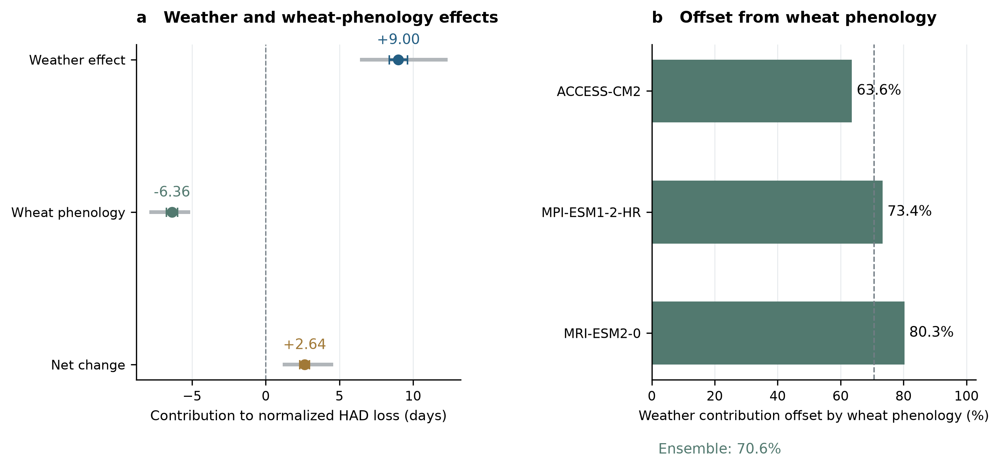 a Weather and wheat-phenology effects
+9.00
Weather effect
-6.36
Wheat phenology
+2.64
Net change
−5 0 5 10
Contribution to normalized HAD loss (days)
b Offset from wheat phenology
ACCESS-CM2 63.6%
MPI-ESM1-2-HR 73.4%
MRI-ESM2-0 80.3%
0 20 40 60 80 100
Weather contribution offset by wheat phenology (%)
Ensemble: 70.6%